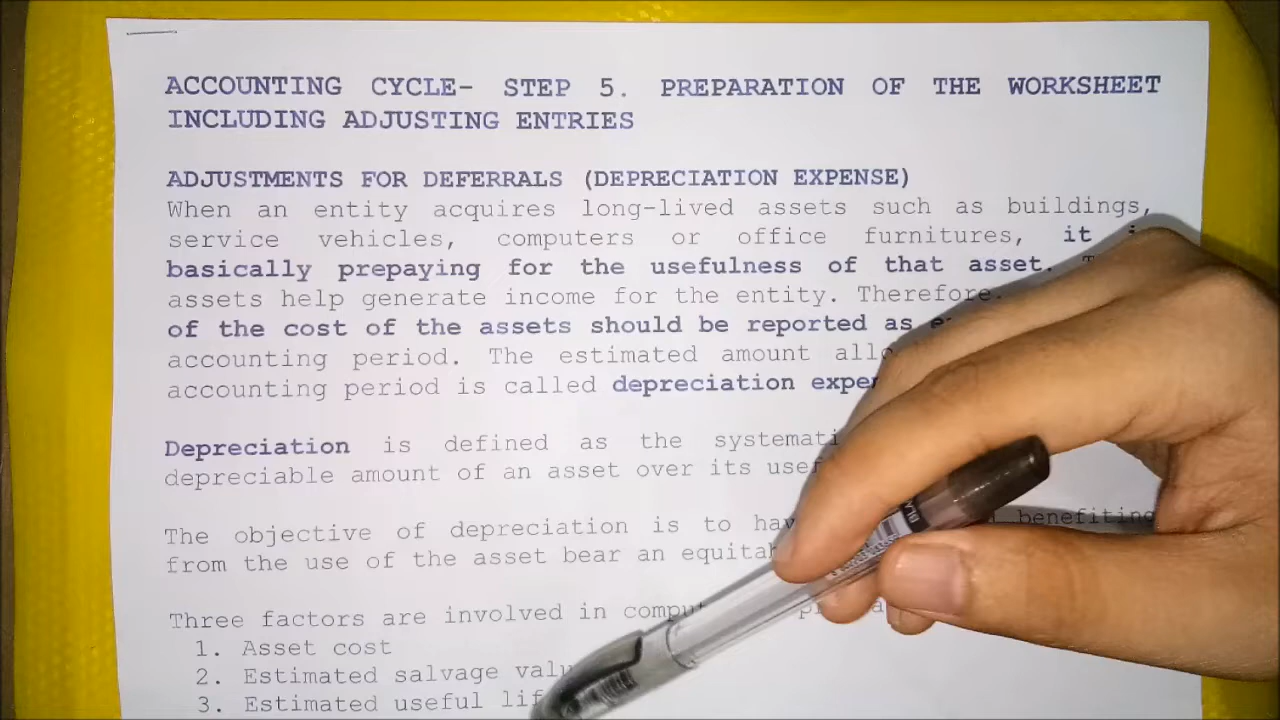 ACCOUNTING CYCLE- STEP 5. PREPARATION OF THE WORKSHEET
INCLUDING ADJUSTING ENTRIES
ADJUSTMENTS FOR DEFERRALS (DEPRECIATION EXPENSE)
When an entity acquires long-lived assets such as buildings,
service vehicles, computers or office furnitures, it
basically prepaying for the usefulness of that asset.
assets help generate income for the entity. Therefore,
of the cost of the assets should be reported as
accounting period. The estimated amount
accounting period is called depreciation
Depreciation is defined as the
depreciable amount of an asset over its
The objective of depreciation is to benefiting
from the use of the asset bear an
Three factors are involved in
1. Asset cost
2. Estimated salvage
3. Estimated useful